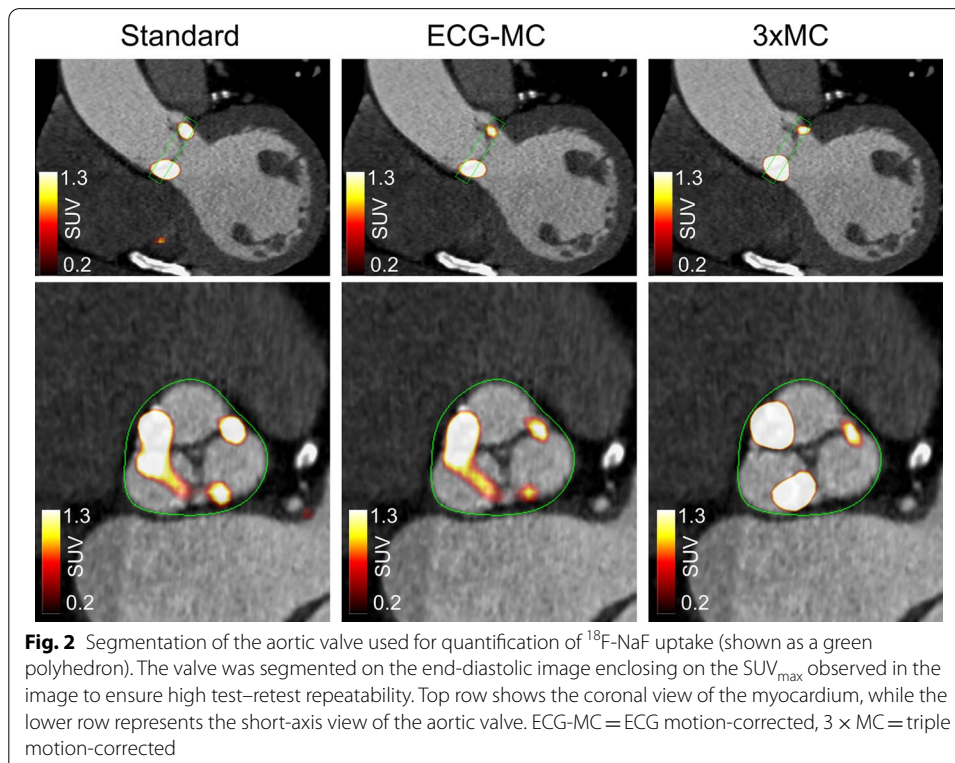 Standard ECG-MC 3xMC
1.3 1.3 1.3
SUV SUV SUV
0.2 0.2 0.2
1.3 1.3 1.3
SUV SUV SUV
0.2 0.2 0.2
Fig. 2 Segmentation of the aortic valve used for quantification of ¹⁸F-NaF uptake (shown as a green
polyhedron). The valve was segmented on the end-diastolic image enclosing on the SUVₘₐₓ observed in the
image to ensure high test–retest repeatability. Top row shows the coronal view of the myocardium, while the
lower row represents the short-axis view of the aortic valve. ECG-MC = ECG motion-corrected, 3 × MC = triple
motion-corrected